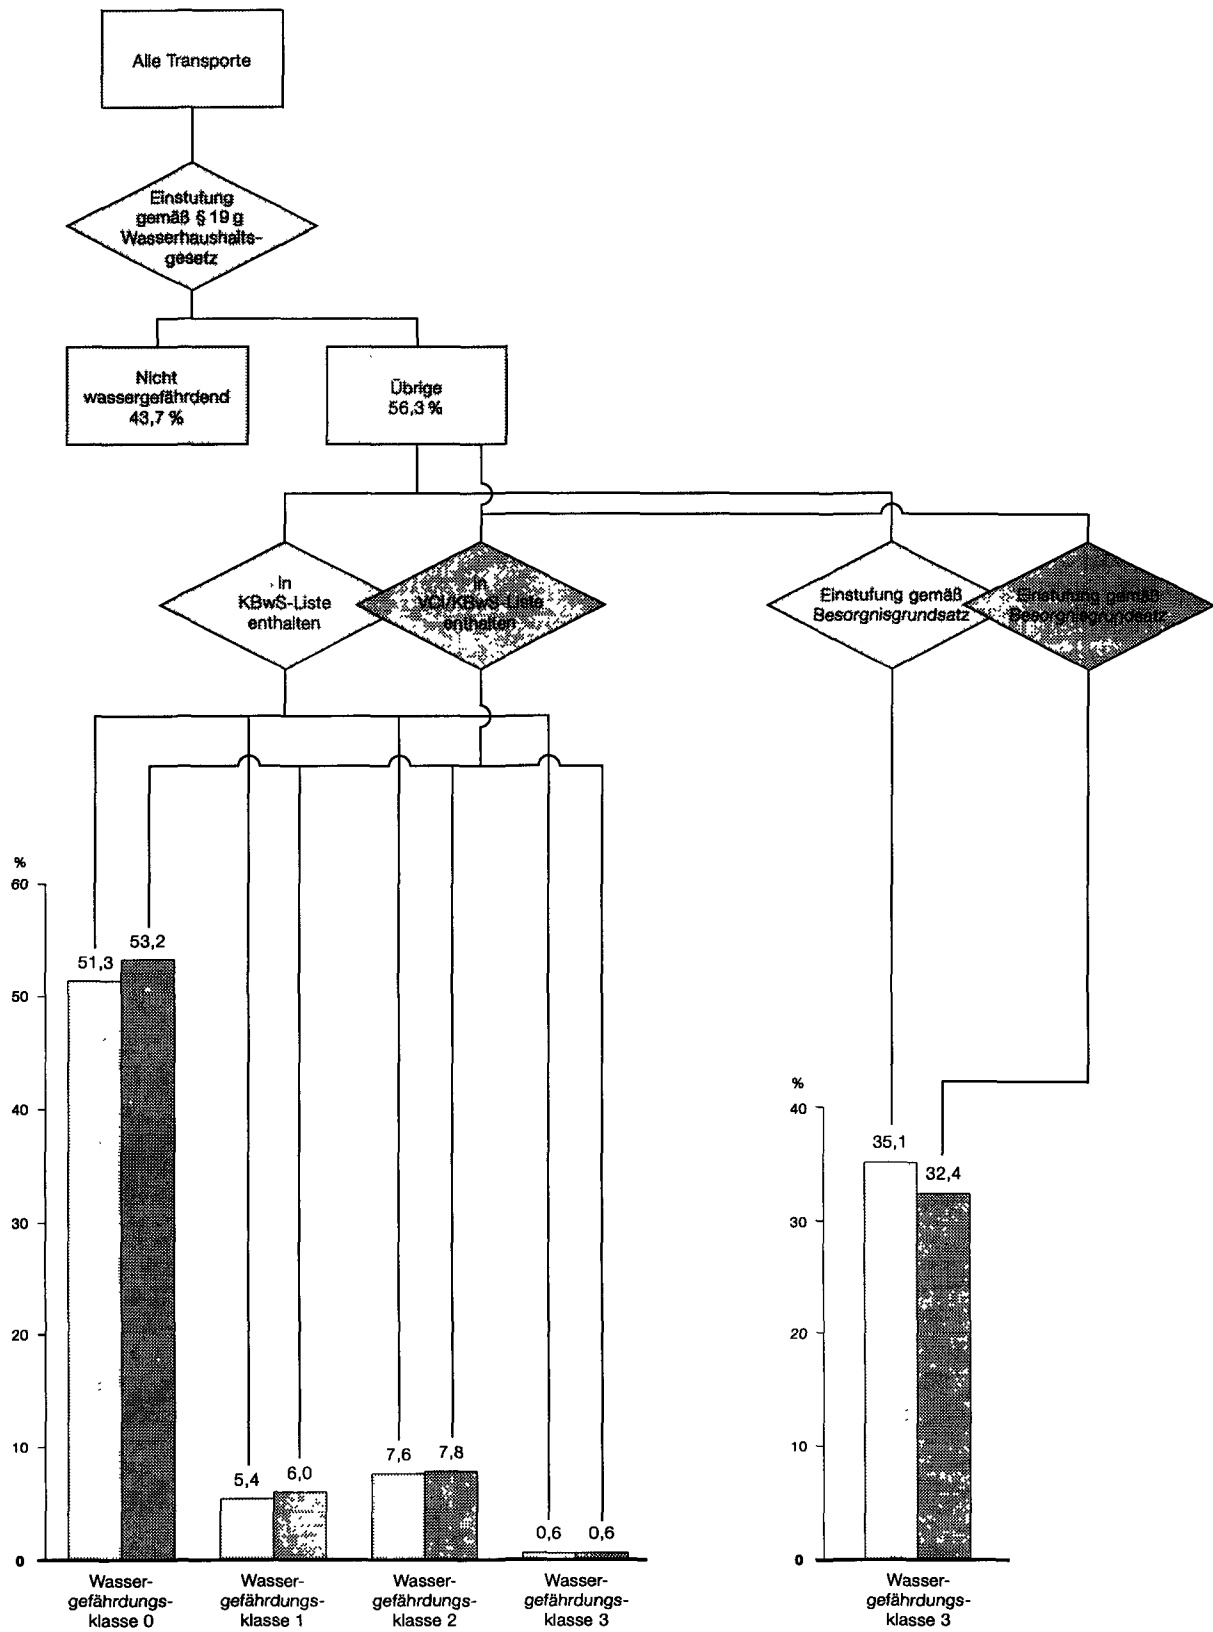 Alle Transporte
Einstufung
gemäß § 19 g
Wasserhaushalts-
gesetz
Nicht
wassergefährdend
43,7 %
Übrige
56,3 %
In
KBwS-Liste
enthalten
In
VCI/KBwS-Liste
enthalten
Einstufung gemäß
Besorgnisgrundsatz
Einstufung gemäß
Besorgnisgrundsatz
%
60
50
40
30
20
10
0
51,3
53,2
5,4
6,0
7,6
7,8
0,6
0,6
Wasser-
gefährdungs-
klasse 0
Wasser-
gefährdungs-
klasse 1
Wasser-
gefährdungs-
klasse 2
Wasser-
gefährdungs-
klasse 3
%
40
30
20
10
0
35,1
32,4
Wasser-
gefährdungs-
klasse 3